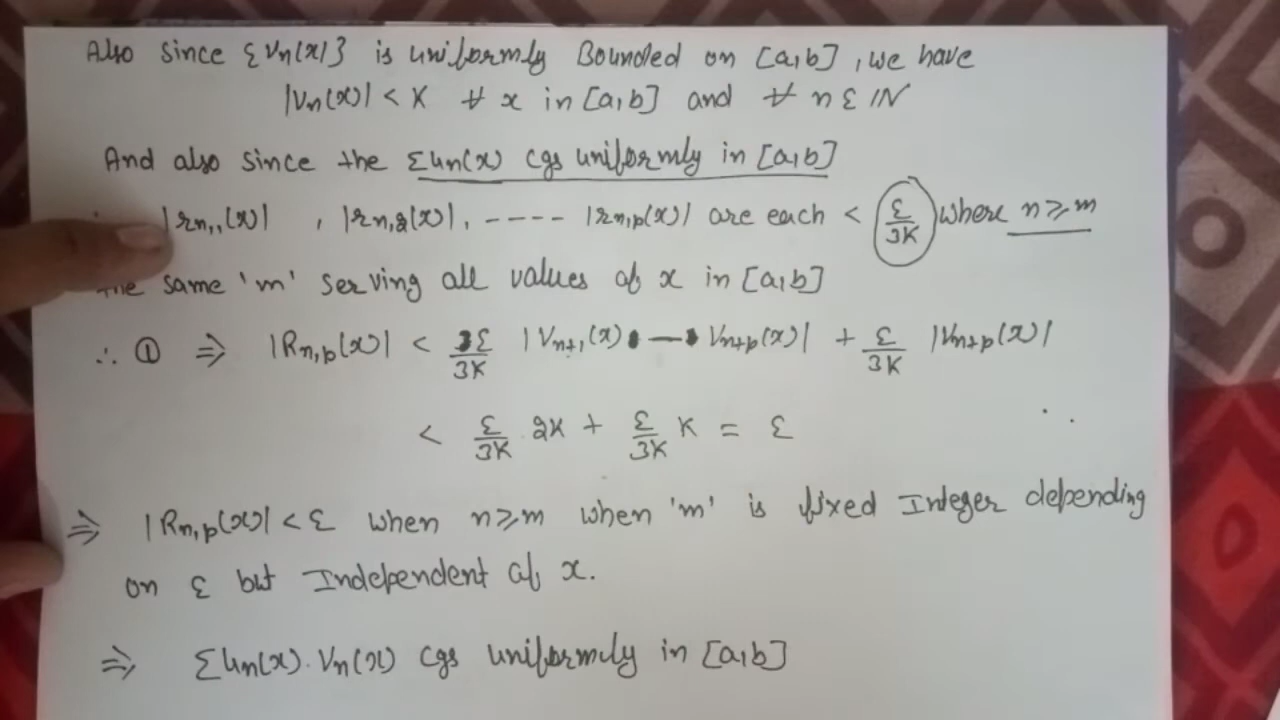 Also since {Vn(x)} is uniformly Bounded on [a,b], we have
|Vn(x)| < K ∀ x in [a,b] and ∀ n ε IN
And also since the Σun(x) cgs uniformly in [a,b]
|rn,1(x)| , |rn,2(x)|, ---- |rn,p(x)| are each < ε/3K where n≥m
the same 'm' serving all values of x in [a,b]
∴ ① ⇒ |Rn,p(x)| < ε/3K |Vn+1(x) — Vn+p(x)| + ε/3K |Vn+p(x)|
< ε/3K 2K + ε/3K K = ε
⇒ |Rn,p(x)| < ε when n≥m when 'm' is fixed Integer depending
on ε but Independent of x.
⇒ Σun(x).Vn(x) cgs uniformly in [a,b]